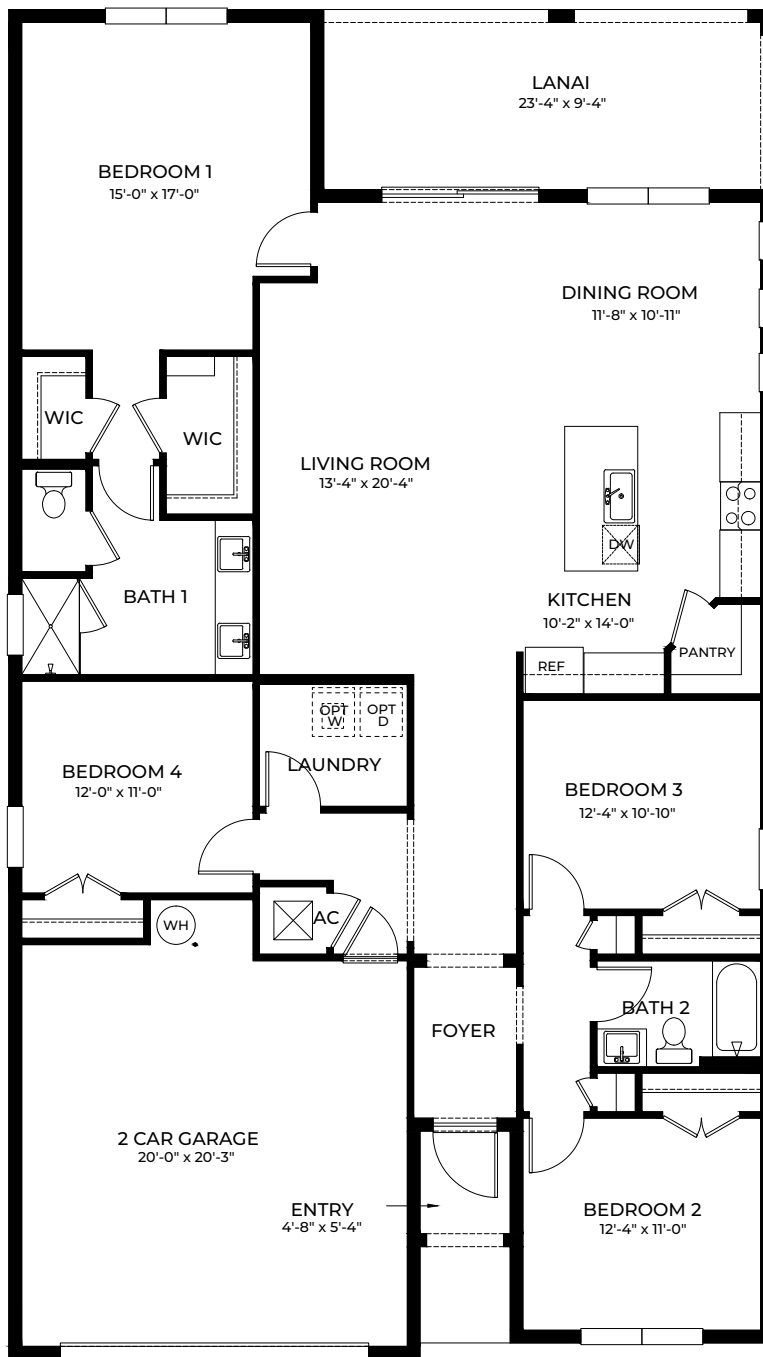 LANAI
23'-4" x 9'-4"
BEDROOM 1
15'-0" x 17'-0"
DINING ROOM
11'-8" x 10'-11"
WIC
WIC
LIVING ROOM
13'-4" x 20'-4"
DW
BATH 1
KITCHEN
10'-2" x 14'-0"
PANTRY
REF
OPT
W
OPT
D
LAUNDRY
BEDROOM 4
12'-0" x 11'-0"
BEDROOM 3
12'-4" x 10'-10"
AC
WH
BATH 2
FOYER
2 CAR GARAGE
20'-0" x 20'-3"
ENTRY
4'-8" x 5'-4"
BEDROOM 2
12'-4" x 11'-0"